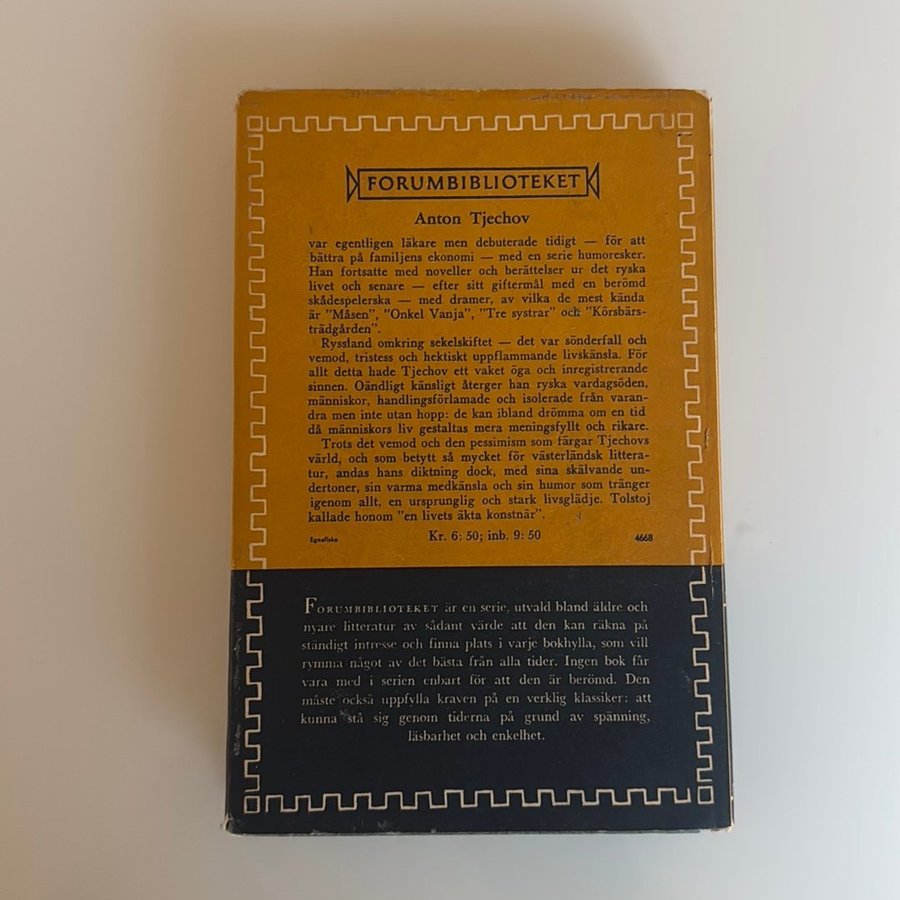 FORUMBIBLIOTEKET
Anton Tjechov
var egentligen läkare men debuterade tidigt — för att
bättra på familjens ekonomi — med en serie humoresker.
Han fortsatte med noveller och berättelser ur det ryska
livet och senare — efter sitt giftermål med en berömd
skådespelerska — med dramer, av vilka de mest kända
är "Måsen", "Onkel Vanja", "Tre systrar" och "Körsbärs-
trädgården".
Ryssland omkring sekelskiftet — det var sönderfall och
vemod, tristess och hektiskt uppflammande livskänsla. För
allt detta hade Tjechov ett vaket öga och inregistrerande
sinnen. Oändligt känsligt återger han ryska vardagsöden,
människor, handlingsförlamade och isolerade från varan-
dra men inte utan hopp: de kan ibland drömma om en tid
då människors liv gestaltas mera meningsfyllt och rikare.
Trots det vemod och den pessimism som färgar Tjechovs
värld, och som betytt så mycket för västerländsk littera-
tur, andas hans diktning dock, med sina skälvande un-
dertoner, sin varma medkänsla och sin humor som tränger
igenom allt, en ursprunglig och stark livsglädje. Tolstoj
kallade honom "en livets äkta konstnär".
Kr. 6: 50; inb. 9: 50
4668
FORUMBIBLIOTEKET är en serie, utvald bland äldre och
nyare litteratur av sådant värde att den kan räkna på
ständigt intresse och finna plats i varje bokhylla, som vill
rymma något av det bästa från alla tider. Ingen bok får
vara med i serien enbart för att den är berömd. Den
måste också uppfylla kraven på en verklig klassiker: att
kunna stå sig genom tiderna på grund av spänning,
läsbarhet och enkelhet.